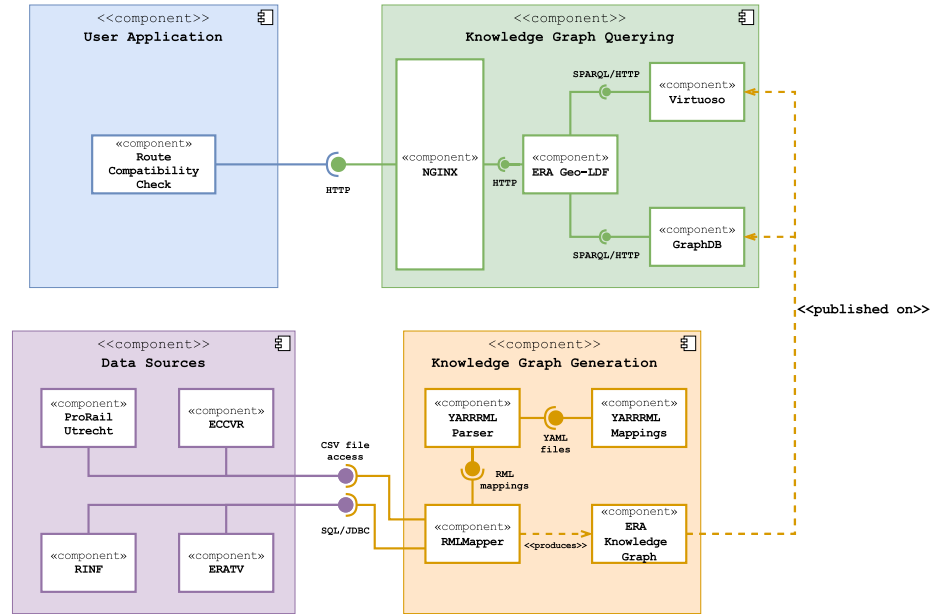 <<component>>
User Application
«component»
Route
Compatibility
Check
HTTP
<<component>>
Knowledge Graph Querying
«component»
NGINX
HTTP
«component»
ERA Geo-LDF
SPARQL/HTTP
«component»
Virtuoso
SPARQL/HTTP
«component»
GraphDB
<<published on>>
<<component>>
Data Sources
«component»
ProRail
Utrecht
«component»
ECCVR
CSV file
access
SQL/JDBC
«component»
RINF
«component»
ERATV
<<component>>
Knowledge Graph Generation
«component»
YARRRML
Parser
YAML
files
«component»
YARRRML
Mappings
RML
mappings
«component»
RMLMapper
<<produces>>
«component»
ERA
Knowledge
Graph